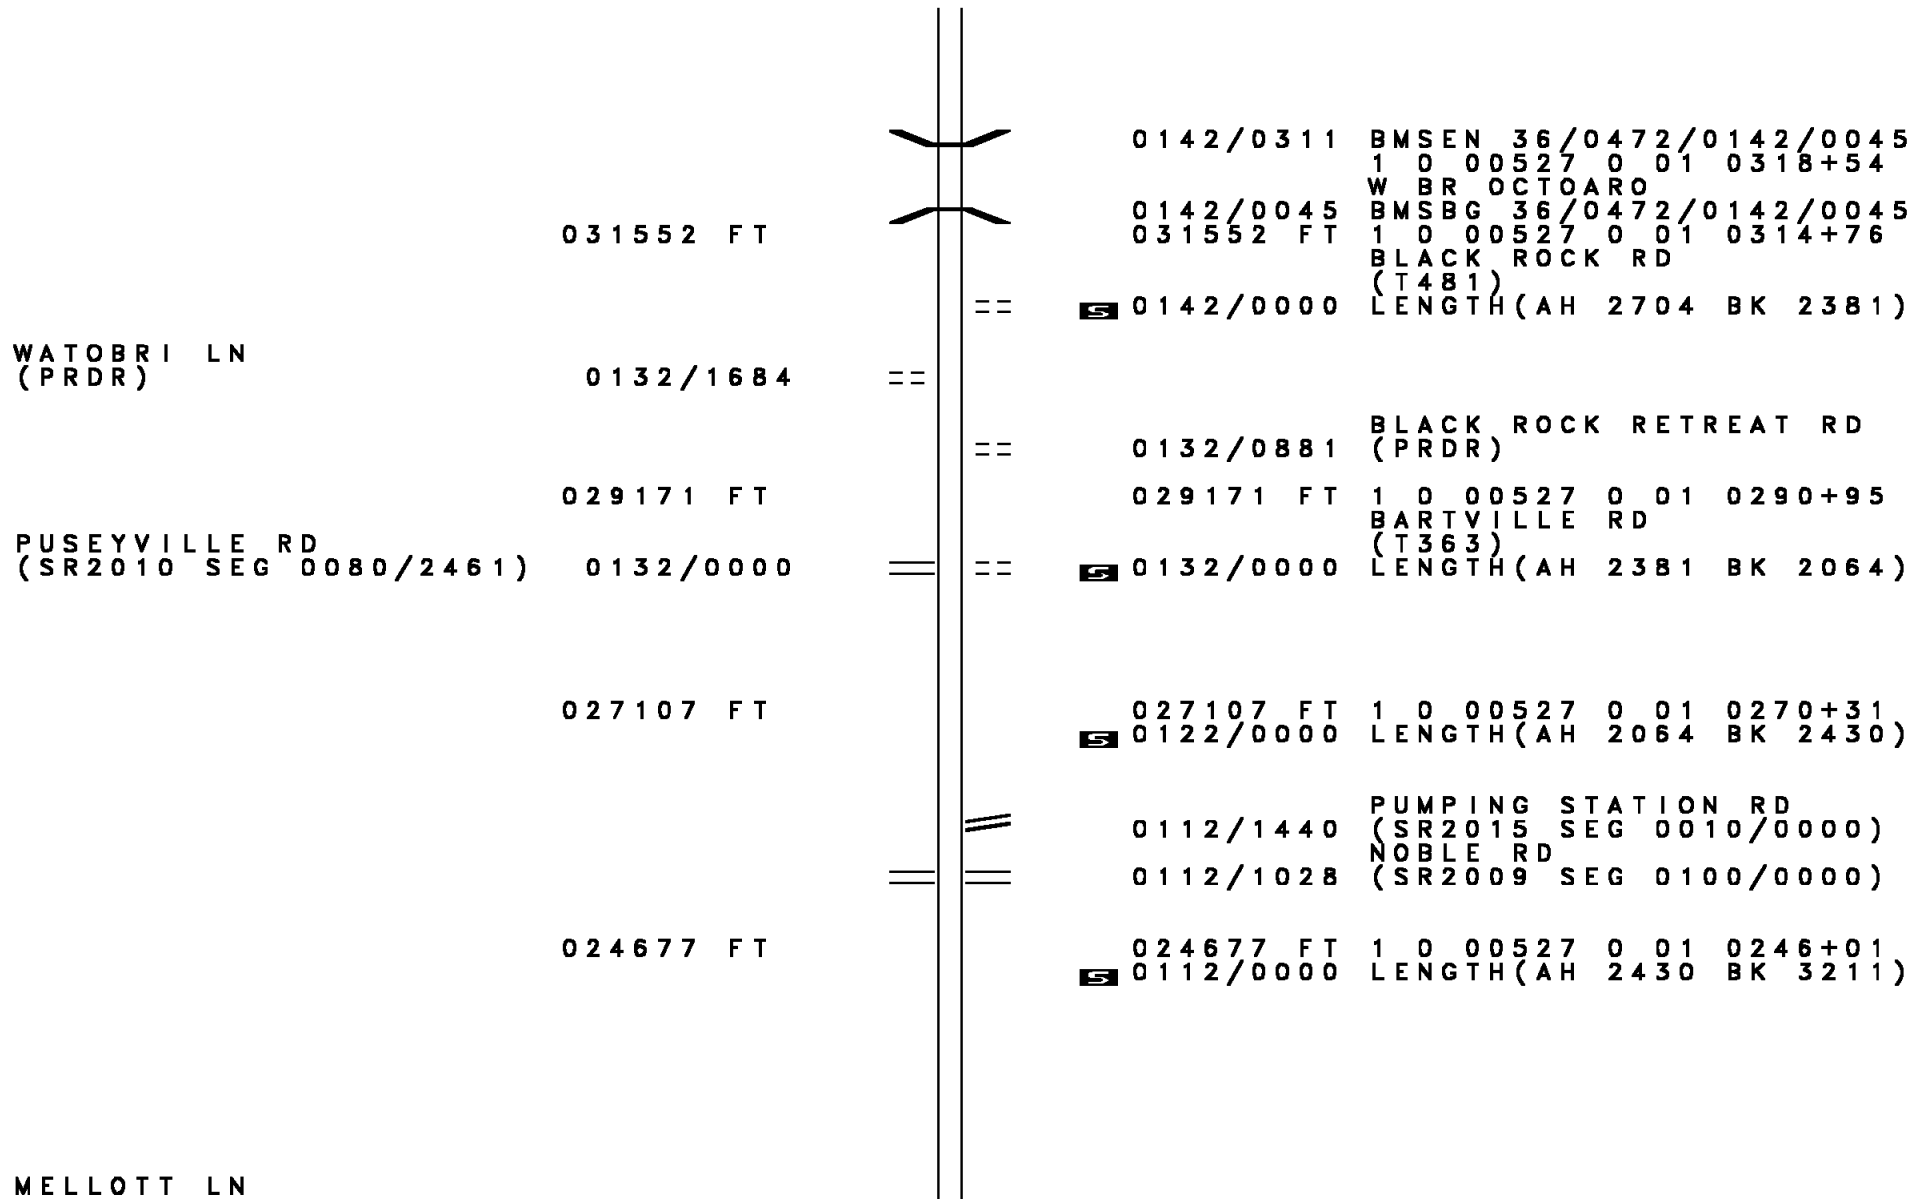 0142/0311 BMSEN 36/0472/0142/0045
1 0 00527 0 01 0318+54
W BR OCTOARO
0142/0045 BMSBG 36/0472/0142/0045
031552 FT 031552 FT 1 0 00527 0 01 0314+76
BLACK ROCK RD
(T481)
S 0142/0000 LENGTH(AH 2704 BK 2381)
WATOBRI LN
(PRDR) 0132/1684
BLACK ROCK RETREAT RD
0132/0881 (PRDR)
029171 FT 029171 FT 1 0 00527 0 01 0290+95
BARTVILLE RD
PUSEYVILLE RD (T363)
(SR2010 SEG 0080/2461) 0132/0000 S 0132/0000 LENGTH(AH 2381 BK 2064)
027107 FT 027107 FT 1 0 00527 0 01 0270+31
S 0122/0000 LENGTH(AH 2064 BK 2430)
PUMPING STATION RD
0112/1440 (SR2015 SEG 0010/0000)
NOBLE RD
0112/1028 (SR2009 SEG 0100/0000)
024677 FT 024677 FT 1 0 00527 0 01 0246+01
S 0112/0000 LENGTH(AH 2430 BK 3211)
MELLOTT LN